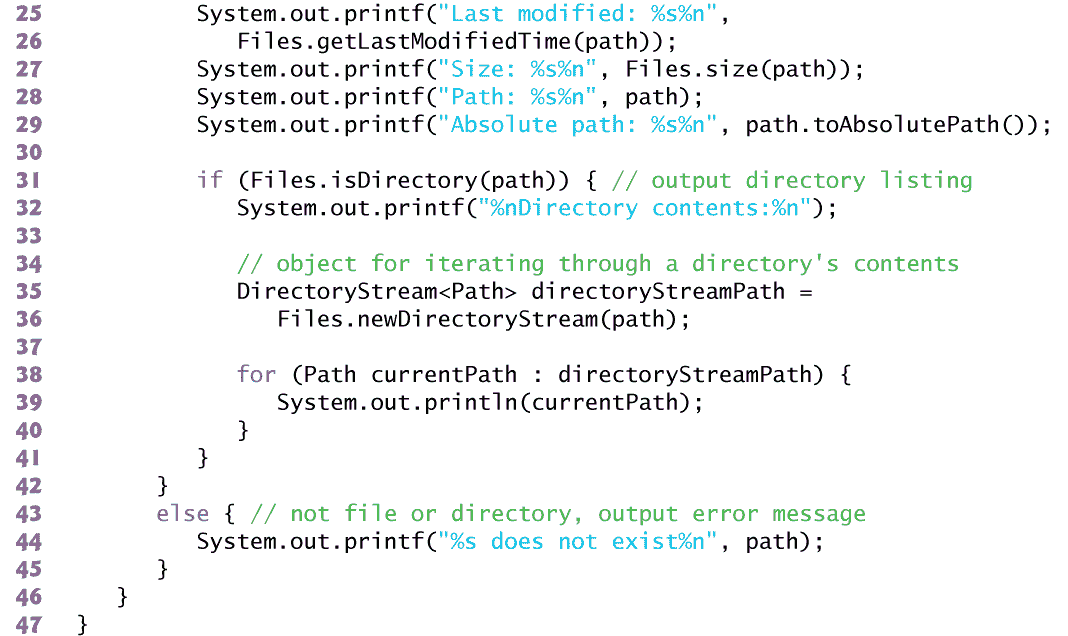 25 System.out.printf("Last modified: %s%n",
26 Files.getLastModifiedTime(path));
27 System.out.printf("Size: %s%n", Files.size(path));
28 System.out.printf("Path: %s%n", path);
29 System.out.printf("Absolute path: %s%n", path.toAbsolutePath());
30
31 if (Files.isDirectory(path)) { // output directory listing
32 System.out.printf("%nDirectory contents:%n");
33
34 // object for iterating through a directory's contents
35 DirectoryStream<Path> directoryStreamPath =
36 Files.newDirectoryStream(path);
37
38 for (Path currentPath : directoryStreamPath) {
39 System.out.println(currentPath);
40 }
41 }
42 }
43 else { // not file or directory, output error message
44 System.out.printf("%s does not exist%n", path);
45 }
46 }
47 }